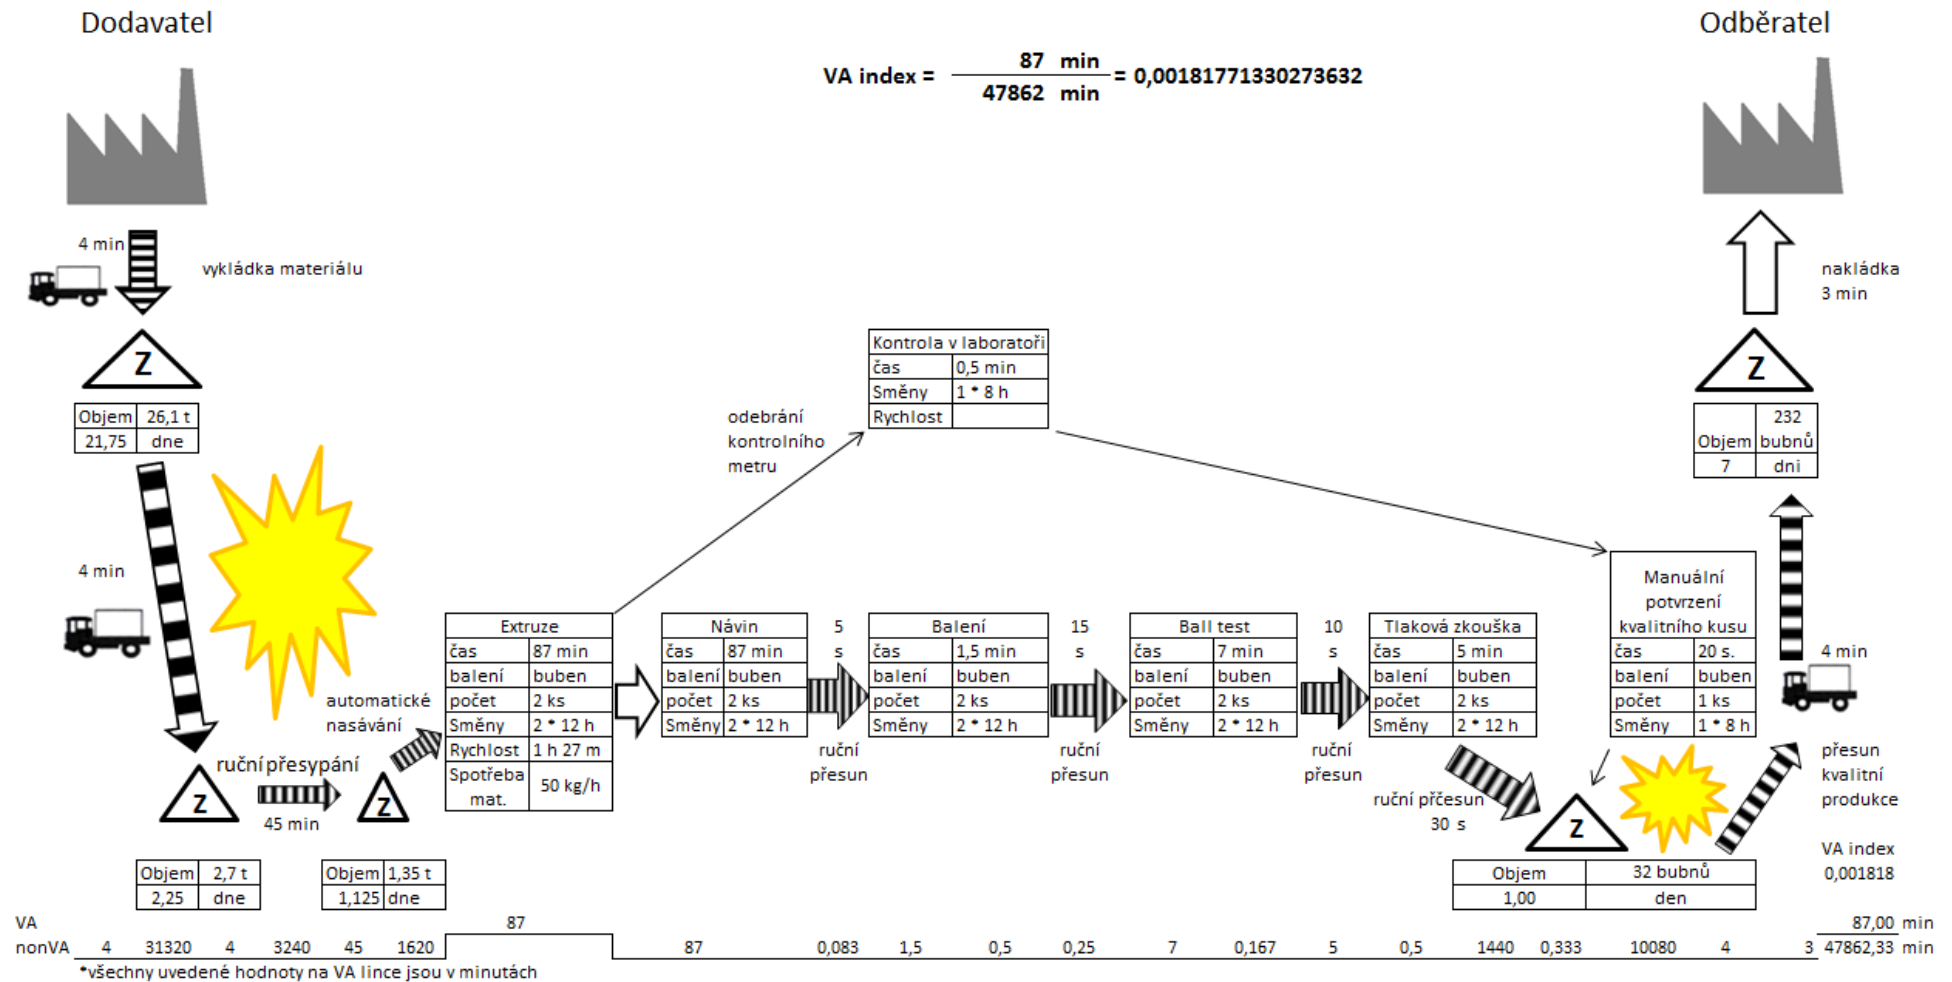 Dodavatel
Odběratel
VA index = 87 min / 47862 min = 0,00181771330273632
4 min
vykládka materiálu
nakládka
3 min
Z
Objem 26,1 t
21,75 dne
Z
Objem 232 bubnů
7 dni
Kontrola v laboratoři
čas 0,5 min
Směny 1 * 8 h
Rychlost
odebrání
kontrolního
metru
4 min
Manuální
potvrzení
kvalitního kusu
čas 20 s.
balení buben
počet 1 ks
Směny 1 * 8 h
4 min
přesun
kvalitní
produkce
automatické
nasávání
Extruze
čas 87 min
balení buben
počet 2 ks
Směny 2 * 12 h
Rychlost 1 h 27 m
Spotřeba mat. 50 kg/h
Návin
čas 87 min
balení buben
počet 2 ks
Směny 2 * 12 h
5
s
ruční
přesun
Balení
čas 1,5 min
balení buben
počet 2 ks
Směny 2 * 12 h
15
s
ruční
přesun
Ball test
čas 7 min
balení buben
počet 2 ks
Směny 2 * 12 h
10
s
ruční
přesun
Tlaková zkouška
čas 5 min
balení buben
počet 2 ks
Směny 2 * 12 h
ruční přčesun
30 s
Z
ruční přesypání
45 min
Z
Z
Objem 2,7 t
2,25 dne
Objem 1,35 t
1,125 dne
Objem 32 bubnů
1,00 den
VA index
0,001818
VA 87 87,00 min
nonVA 4 31320 4 3240 45 1620 87 0,083 1,5 0,5 0,25 7 0,167 5 0,5 1440 0,333 10080 4 3 47862,33 min
*všechny uvedené hodnoty na VA lince jsou v minutách